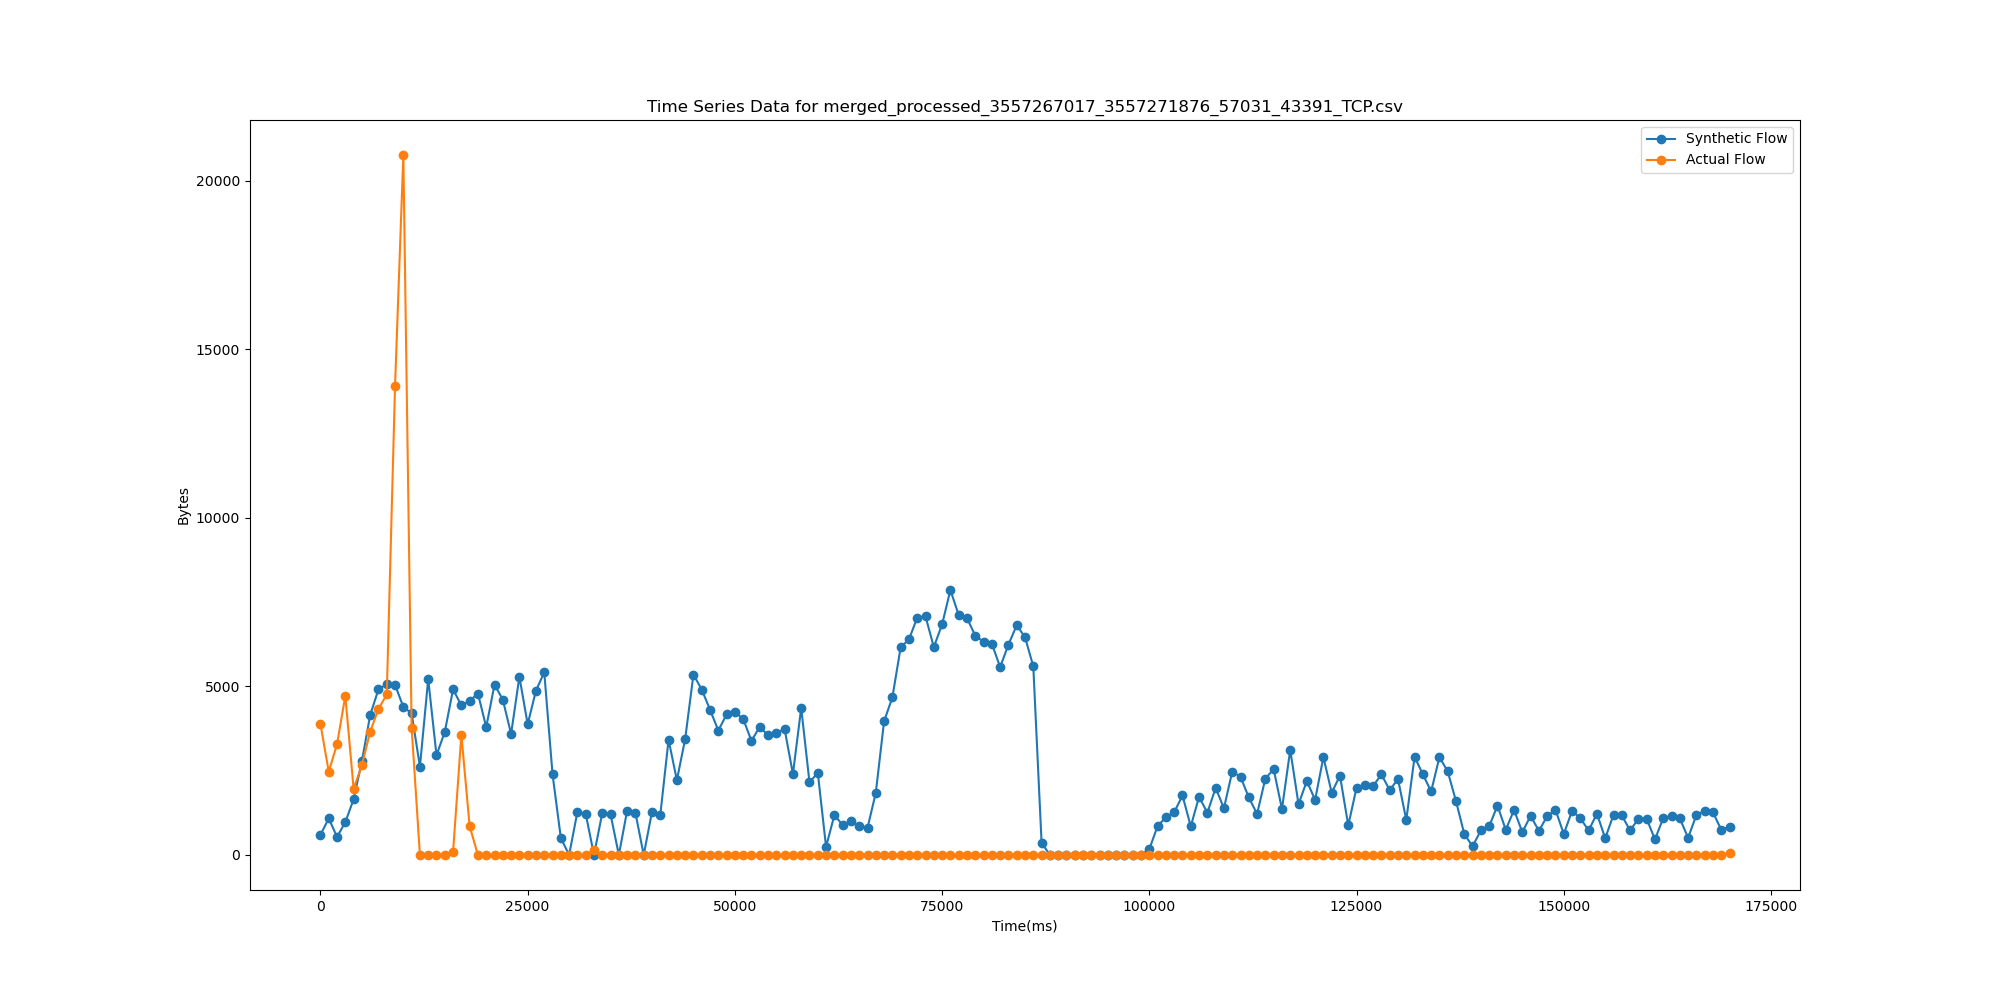 Time Series Data for merged_processed_3557267017_3557271876_57031_43391_TCP.csv
Synthetic Flow
Actual Flow
Bytes
20000
15000
10000
5000
0
0 25000 50000 75000 100000 125000 150000 175000
Time(ms)